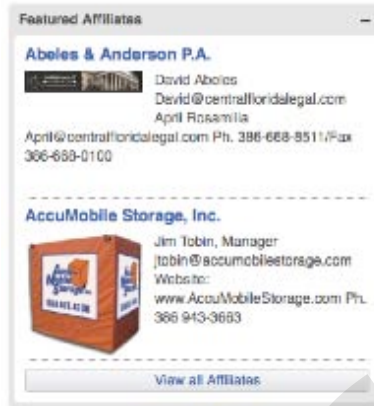 Featured Affiliates
Abeles & Anderson P.A.
David Abeles
David@centralfloridalegal.com
April Rosamilia
April@centralfloridalegal.com Ph. 386-668-8511/Fax
386-668-0100
AccuMobile Storage, Inc.
Jim Tobin, Manager
jtobin@accumobilestorage.com
Website:
www.AccuMobileStorage.com Ph.
386 943-3663
View all Affiliates